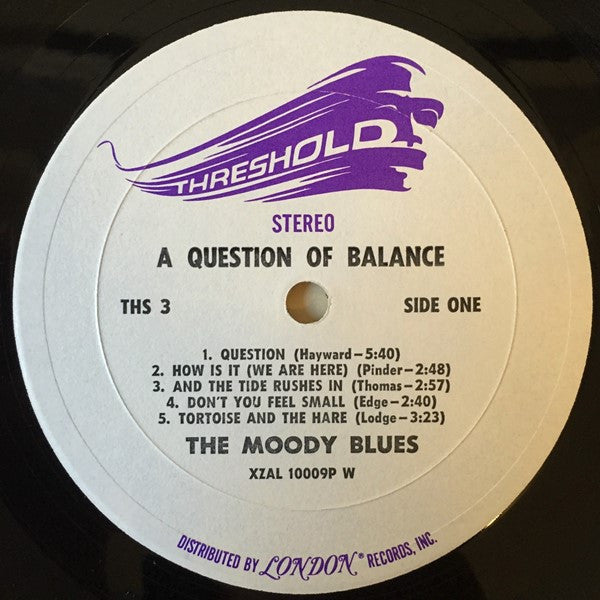 THRESHOLD
STEREO
A QUESTION OF BALANCE
THS 3 SIDE ONE
1. QUESTION (Hayward–5:40)
2. HOW IS IT (WE ARE HERE) (Pinder–2:48)
3. AND THE TIDE RUSHES IN (Thomas–2:57)
4. DON'T YOU FEEL SMALL (Edge–2:40)
5. TORTOISE AND THE HARE (Lodge–3:23)
THE MOODY BLUES
XZAL 10009P W
DISTRIBUTED BY LONDON® RECORDS, INC.